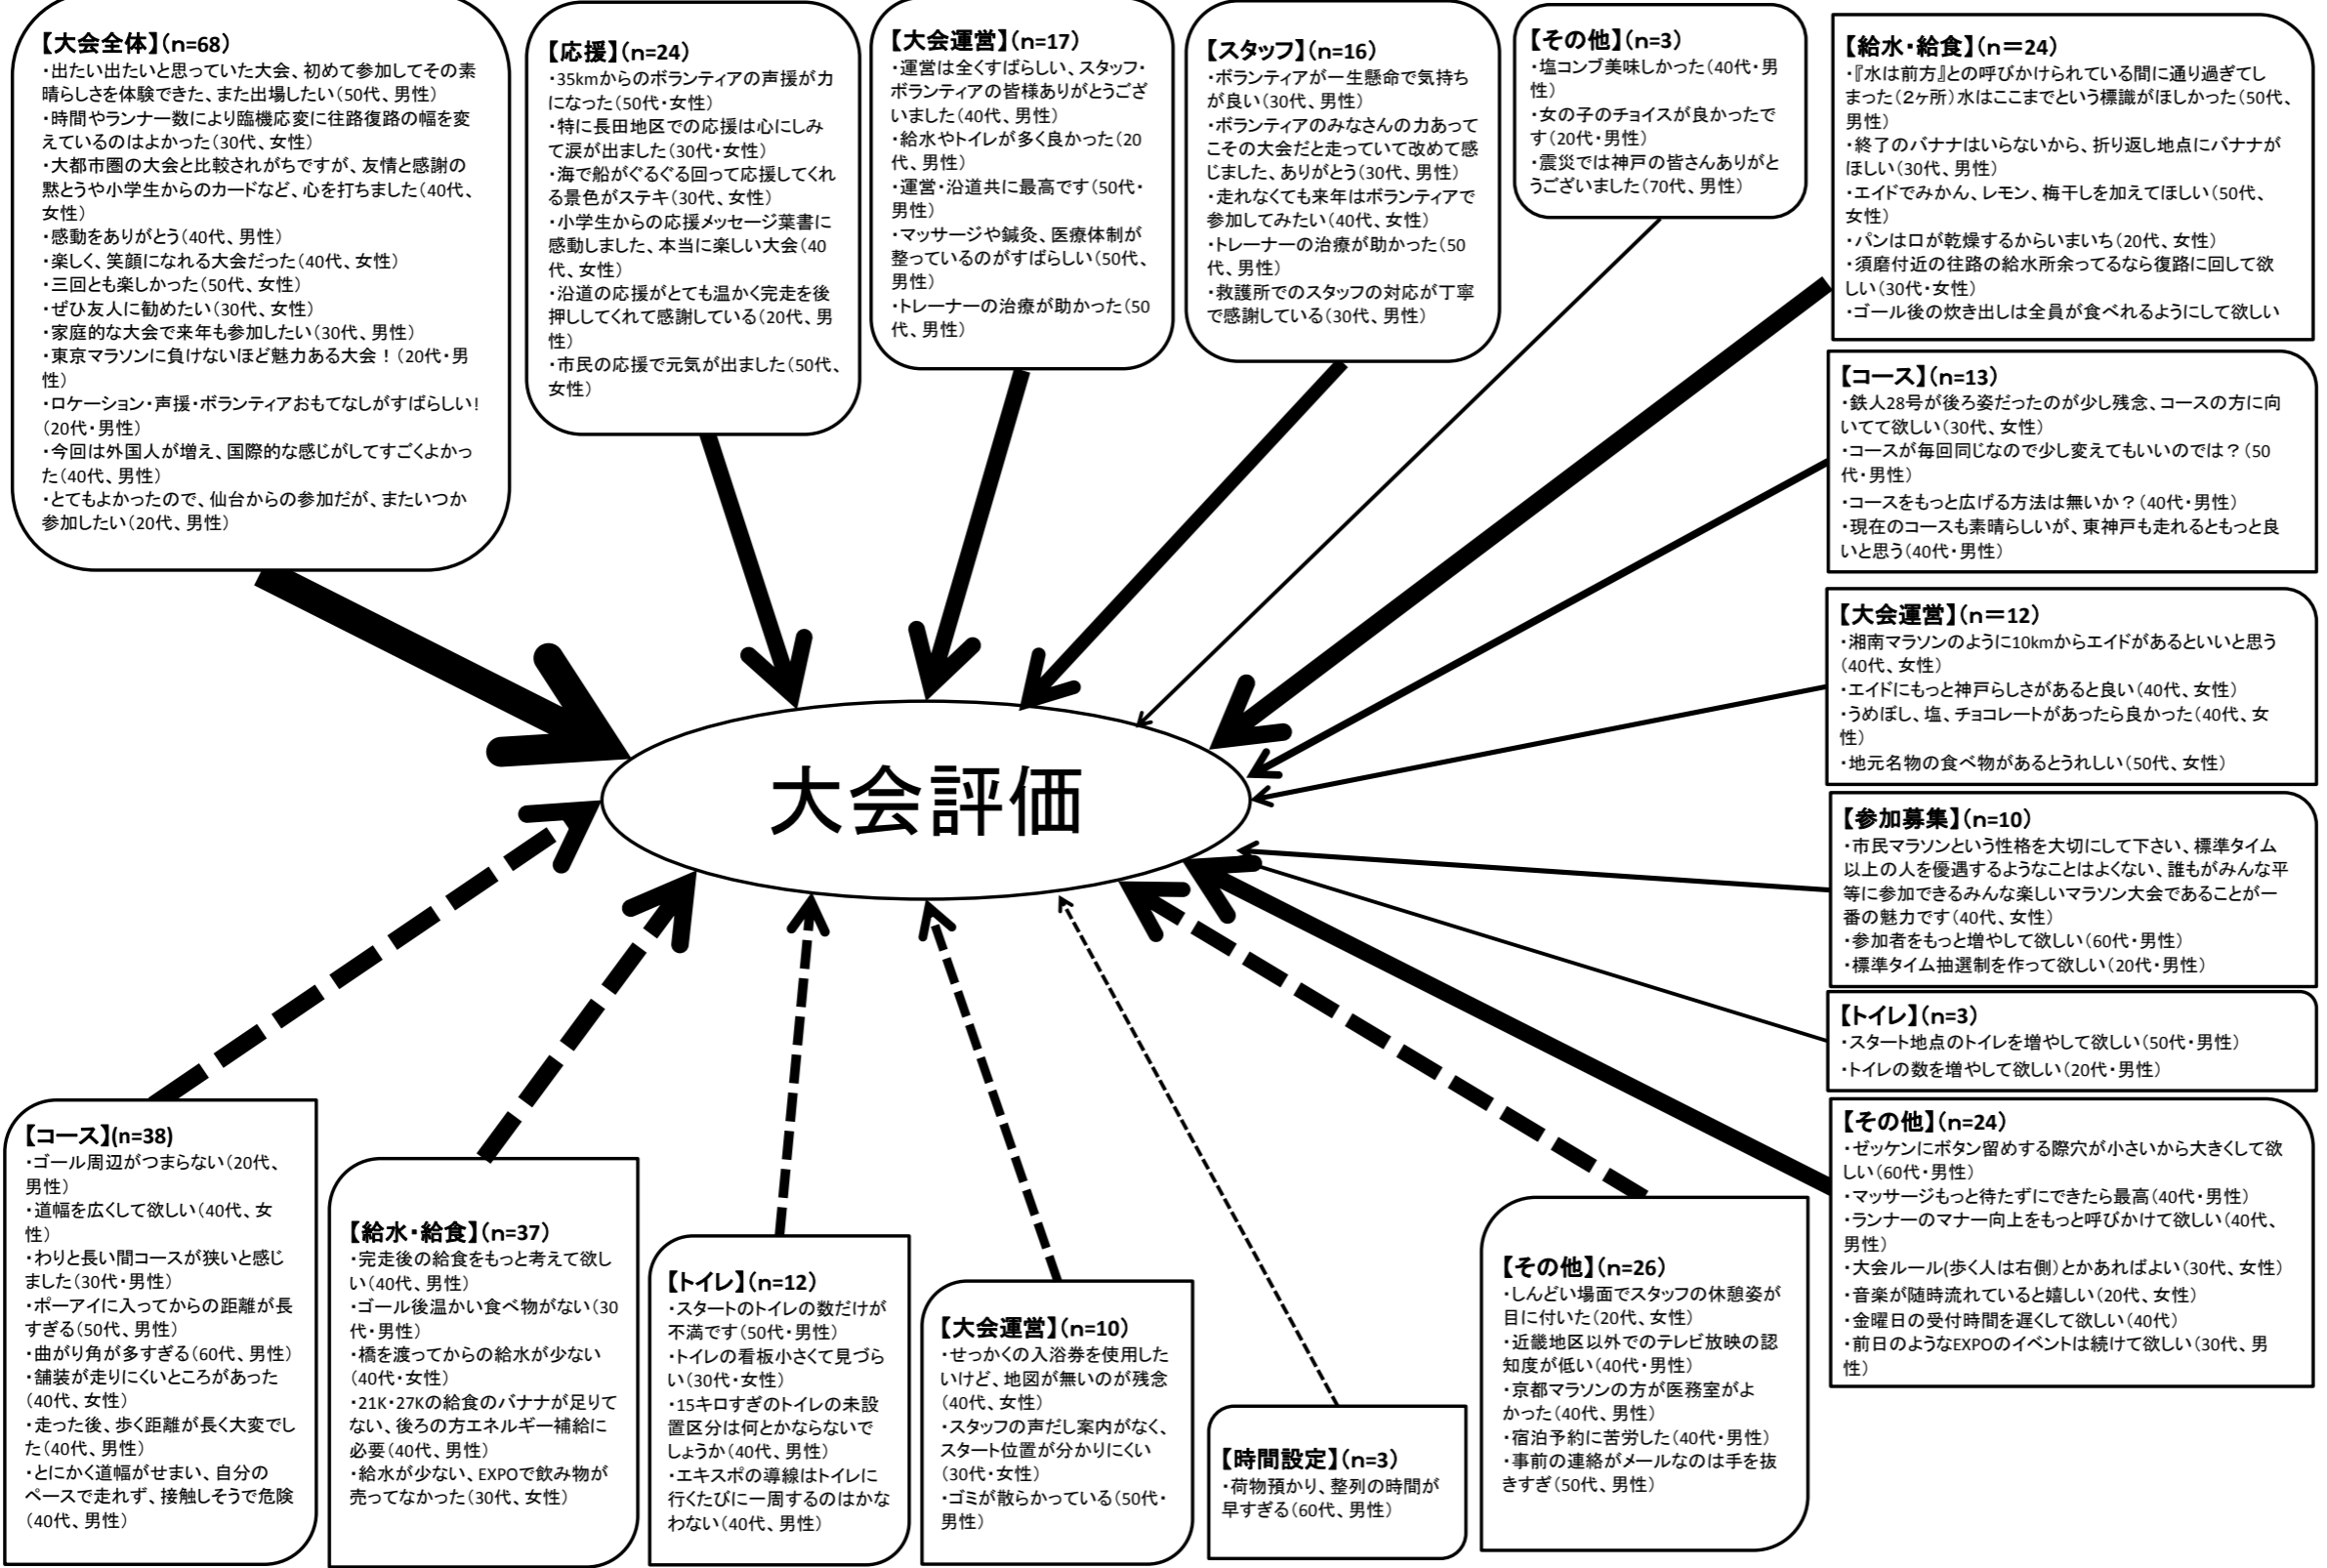 【大会全体】(n=68)
・出たい出たいと思っていた大会、初めて参加してその素
晴らしさを体験できた、また出場したい(50代、男性)
・時間やランナー数により臨機応変に往路復路の幅を変
えているのはよかった(30代、女性)
・大都市圏の大会と比較されがちですが、友情と感謝の
黙とうや小学生からのカードなど、心を打ちました(40代、
女性)
・感動をありがとう(40代、男性)
・楽しく、笑顔になれる大会だった(40代、女性)
・三回とも楽しかった(50代、女性)
・ぜひ友人に勧めたい(30代、女性)
・家庭的な大会で来年も参加したい(30代、男性)
・東京マラソンに負けないほど魅力ある大会！(20代・男
性)
・ロケーション・声援・ボランティアおもてなしがすばらしい!
(20代・男性)
・今回は外国人が増え、国際的な感じがしてすごくよかっ
た(40代、男性)
・とてもよかったので、仙台からの参加だが、またいつか
参加したい(20代、男性)
【応援】(n=24)
・35kmからのボランティアの声援が力
になった(50代・女性)
・特に長田地区での応援は心にしみ
て涙が出ました(30代・女性)
・海で船がぐるぐる回って応援してくれ
る景色がステキ(30代、女性)
・小学生からの応援メッセージ葉書に
感動しました、本当に楽しい大会(40
代、女性)
・沿道の応援がとても温かく完走を後
押ししてくれて感謝している(20代、男
性)
・市民の応援で元気が出ました(50代、
女性)
【大会運営】(n=17)
・運営は全くすばらしい、スタッフ・
ボランティアの皆様ありがとうござ
いました(40代、男性)
・給水やトイレが多く良かった(20
代、男性)
・運営・沿道共に最高です(50代・
男性)
・マッサージや鍼灸、医療体制が
整っているのがすばらしい(50代、
男性)
・トレーナーの治療が助かった(50
代、男性)
【スタッフ】(n=16)
・ボランティアが一生懸命で気持ち
が良い(30代、男性)
・ボランティアのみなさんの力あって
こその大会だと走っていて改めて感
じました、ありがとう(30代、男性)
・走れなくても来年はボランティアで
参加してみたい(40代、女性)
・トレーナーの治療が助かった(50
代、男性)
・救護所でのスタッフの対応が丁寧
で感謝している(30代、男性)
【その他】(n=3)
・塩コンブ美味しかった(40代・男
性)
・女の子のチョイスが良かったで
す(20代・男性)
・震災では神戸の皆さんありがと
うございました(70代、男性)
【給水・給食】(n＝24)
・『水は前方』との呼びかけられている間に通り過ぎてし
まった(2ヶ所)水はここまでという標識がほしかった(50代、
男性)
・終了のバナナはいらないから、折り返し地点にバナナが
ほしい(30代、男性)
・エイドでみかん、レモン、梅干しを加えてほしい(50代、
女性)
・パンは口が乾燥するからいまいち(20代、女性)
・須磨付近の往路の給水所余ってるなら復路に回して欲
しい(30代・女性)
・ゴール後の炊き出しは全員が食べれるようにして欲しい
【コース】(n=13)
・鉄人28号が後ろ姿だったのが少し残念、コースの方に向
いてて欲しい(30代、女性)
・コースが毎回同じなので少し変えてもいいのでは？(50
代・男性)
・コースをもっと広げる方法は無いか？(40代・男性)
・現在のコースも素晴らしいが、東神戸も走れるともっと良
いと思う(40代・男性)
【大会運営】(n＝12)
・湘南マラソンのように10kmからエイドがあるといいと思う
(40代、女性)
・エイドにもっと神戸らしさがあると良い(40代、女性)
・うめぼし、塩、チョコレートがあったら良かった(40代、女
性)
・地元名物の食べ物があるとうれしい(50代、女性)
【参加募集】(n=10)
・市民マラソンという性格を大切にして下さい、標準タイム
以上の人を優遇するようなことはよくない、誰もがみんな平
等に参加できるみんな楽しいマラソン大会であることが一
番の魅力です(40代、女性)
・参加者をもっと増やして欲しい(60代・男性)
・標準タイム抽選制を作って欲しい(20代・男性)
【トイレ】(n=3)
・スタート地点のトイレを増やして欲しい(50代・男性)
・トイレの数を増やして欲しい(20代・男性)
【その他】(n=24)
・ゼッケンにボタン留めする際穴が小さいから大きくして欲
しい(60代・男性)
・マッサージもっと待たずにできたら最高(40代・男性)
・ランナーのマナー向上をもっと呼びかけて欲しい(40代、
男性)
・大会ルール(歩く人は右側)とかあればよい(30代、女性)
・音楽が随時流れていると嬉しい(20代、女性)
・金曜日の受付時間を遅くして欲しい(40代)
・前日のようなEXPOのイベントは続けて欲しい(30代、男
性)
大会評価
【コース】(n=38)
・ゴール周辺がつまらない(20代、
男性)
・道幅を広くして欲しい(40代、女
性)
・わりと長い間コースが狭いと感じ
ました(30代・男性)
・ポーアイに入ってからの距離が長
すぎる(50代、男性)
・曲がり角が多すぎる(60代、男性)
・舗装が走りにくいところがあった
(40代、女性)
・走った後、歩く距離が長く大変でし
た(40代、男性)
・とにかく道幅がせまい、自分の
ペースで走れず、接触しそうで危険
(40代、男性)
【給水・給食】(n=37)
・完走後の給食をもっと考えて欲し
い(40代、男性)
・ゴール後温かい食べ物がない(30
代・男性)
・橋を渡ってからの給水が少ない
(40代・女性)
・21K・27Kの給食のバナナが足りて
ない、後ろの方エネルギー補給に
必要(40代、男性)
・給水が少ない、EXPOで飲み物が
売ってなかった(30代、女性)
【トイレ】(n=12)
・スタートのトイレの数だけが
不満です(50代・男性)
・トイレの看板小さくて見づら
い(30代・女性)
・15キロすぎのトイレの未設
置区分は何とかならないで
しょうか(40代、男性)
・エキスポの導線はトイレに
行くたびに一周するのはかな
わない(40代、男性)
【大会運営】(n=10)
・せっかくの入浴券を使用した
いけど、地図が無いのが残念
(40代、女性)
・スタッフの声だし案内がなく、
スタート位置が分かりにくい
(30代・女性)
・ゴミが散らかっている(50代・
男性)
【時間設定】(n=3)
・荷物預かり、整列の時間が
早すぎる(60代、男性)
【その他】(n=26)
・しんどい場面でスタッフの休憩姿が
目に付いた(20代、女性)
・近畿地区以外でのテレビ放映の認
知度が低い(40代・男性)
・京都マラソンの方が医務室がよ
かった(40代、男性)
・宿泊予約に苦労した(40代・男性)
・事前の連絡がメールなのは手を抜
きすぎ(50代、男性)